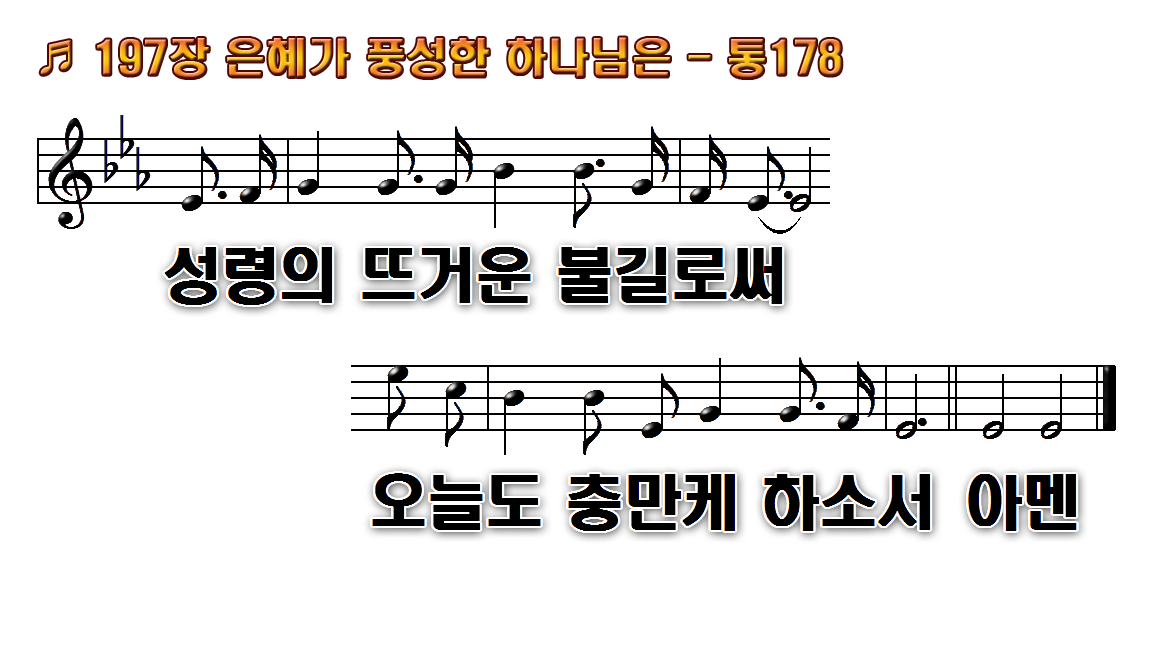 ♬ 197장 은혜가 풍성한 하나님은 - 통178
성령의 뜨거운 불길로써
오늘도 충만케 하소서 아멘